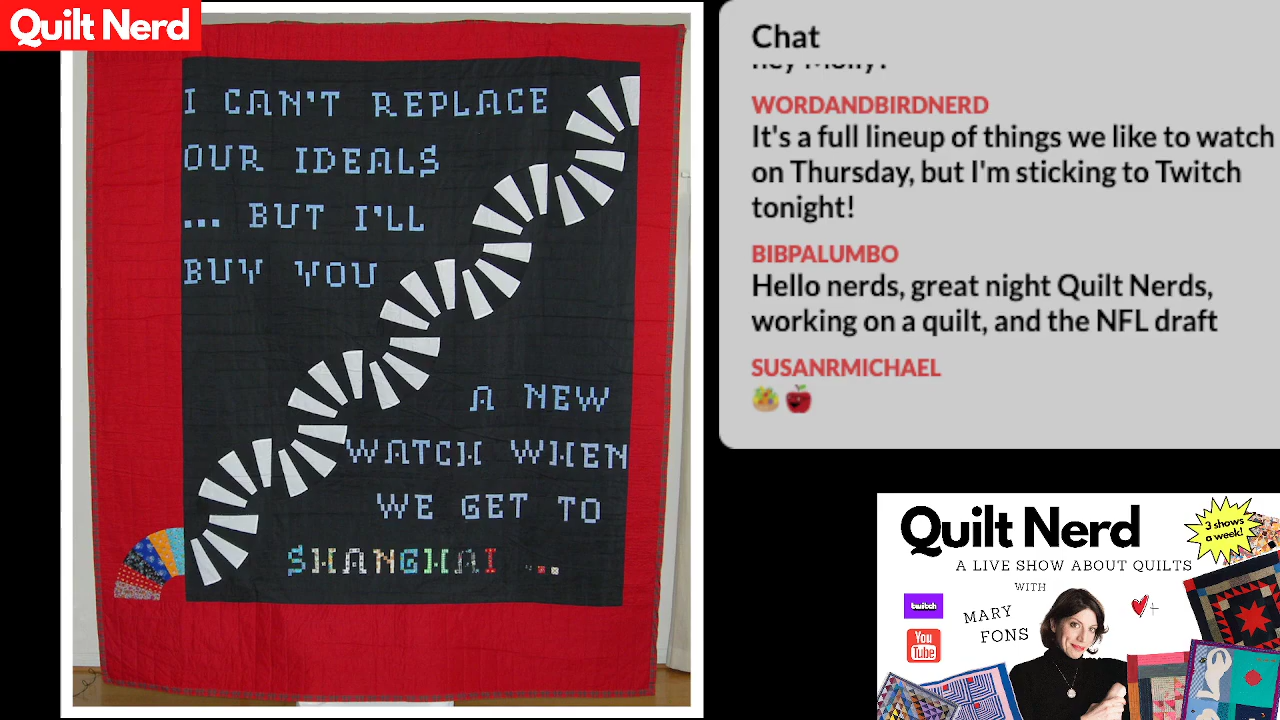 Quilt Nerd
I CAN'T REPLACE
OUR IDEALS
... BUT I'LL
BUY YOU
A NEW
WATCH WHEN
WE GET TO
SHANGHAI ...
Chat
hey Molly!
WORDANDBIRDNERD
It's a full lineup of things we like to watch
on Thursday, but I'm sticking to Twitch
tonight!
BIBPALUMBO
Hello nerds, great night Quilt Nerds,
working on a quilt, and the NFL draft
SUSANRMICHAEL
Quilt Nerd
3 shows
a week!
A LIVE SHOW ABOUT QUILTS
WITH
MARY
FONS
twitch
You
Tube